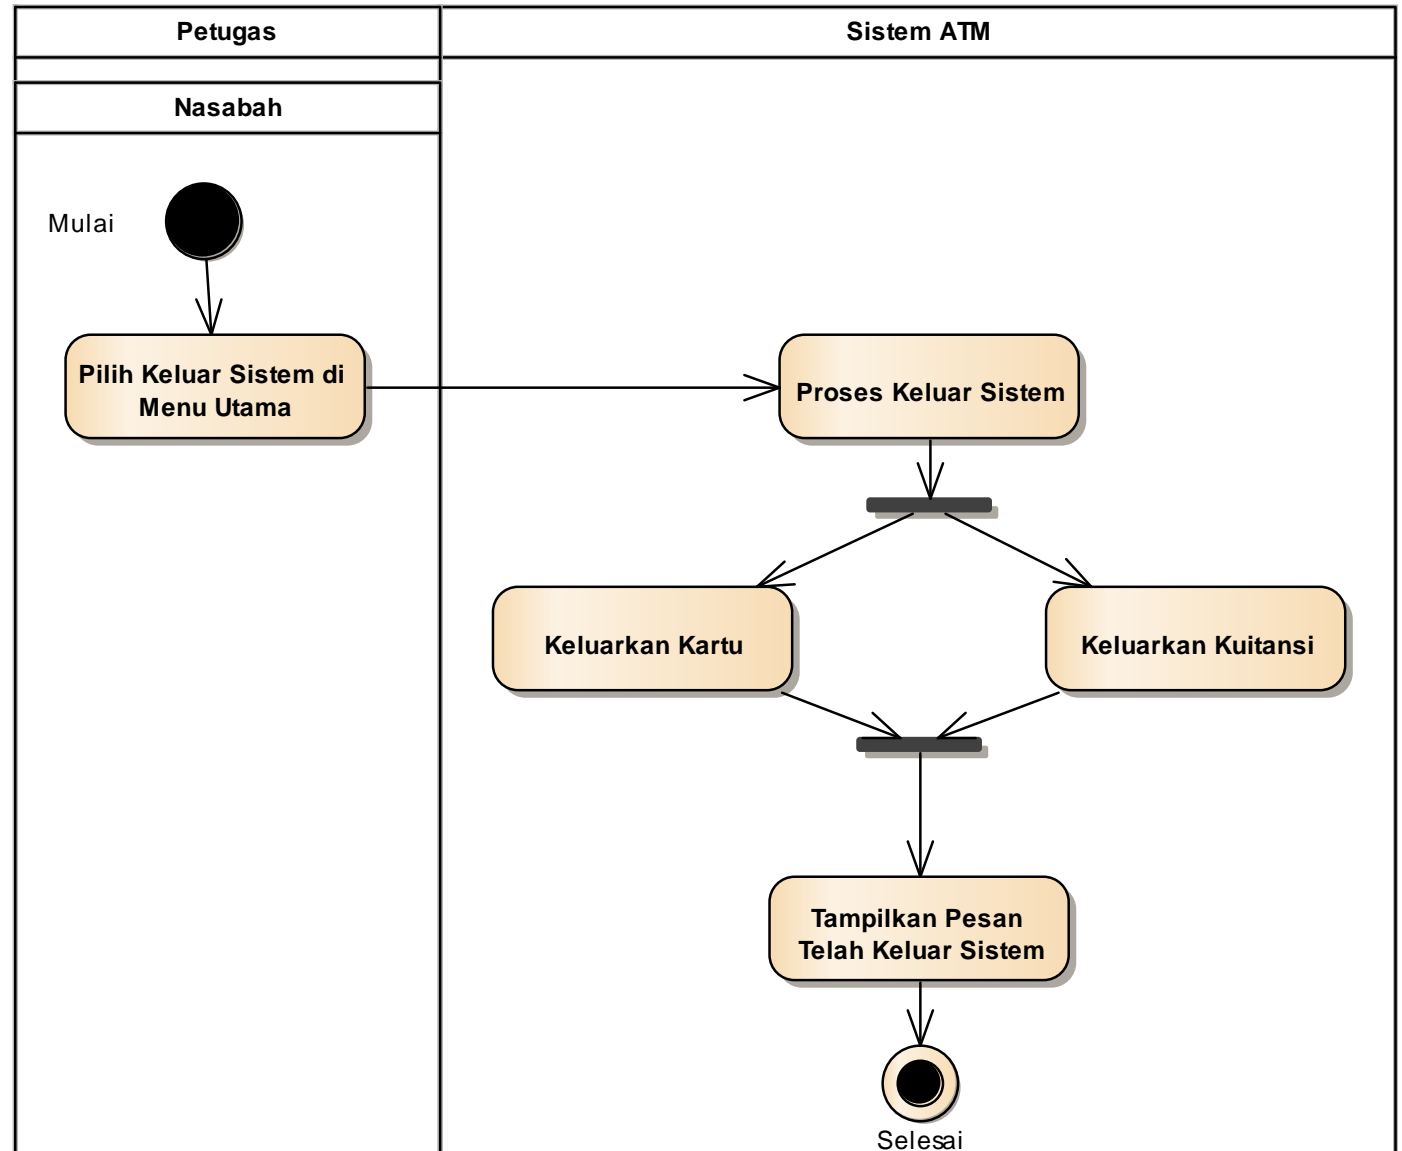 Petugas
Sistem ATM
Nasabah
Mulai
Pilih Keluar Sistem di
Menu Utama
Proses Keluar Sistem
Keluarkan Kartu
Keluarkan Kuitansi
Tampilkan Pesan
Telah Keluar Sistem
Selesai